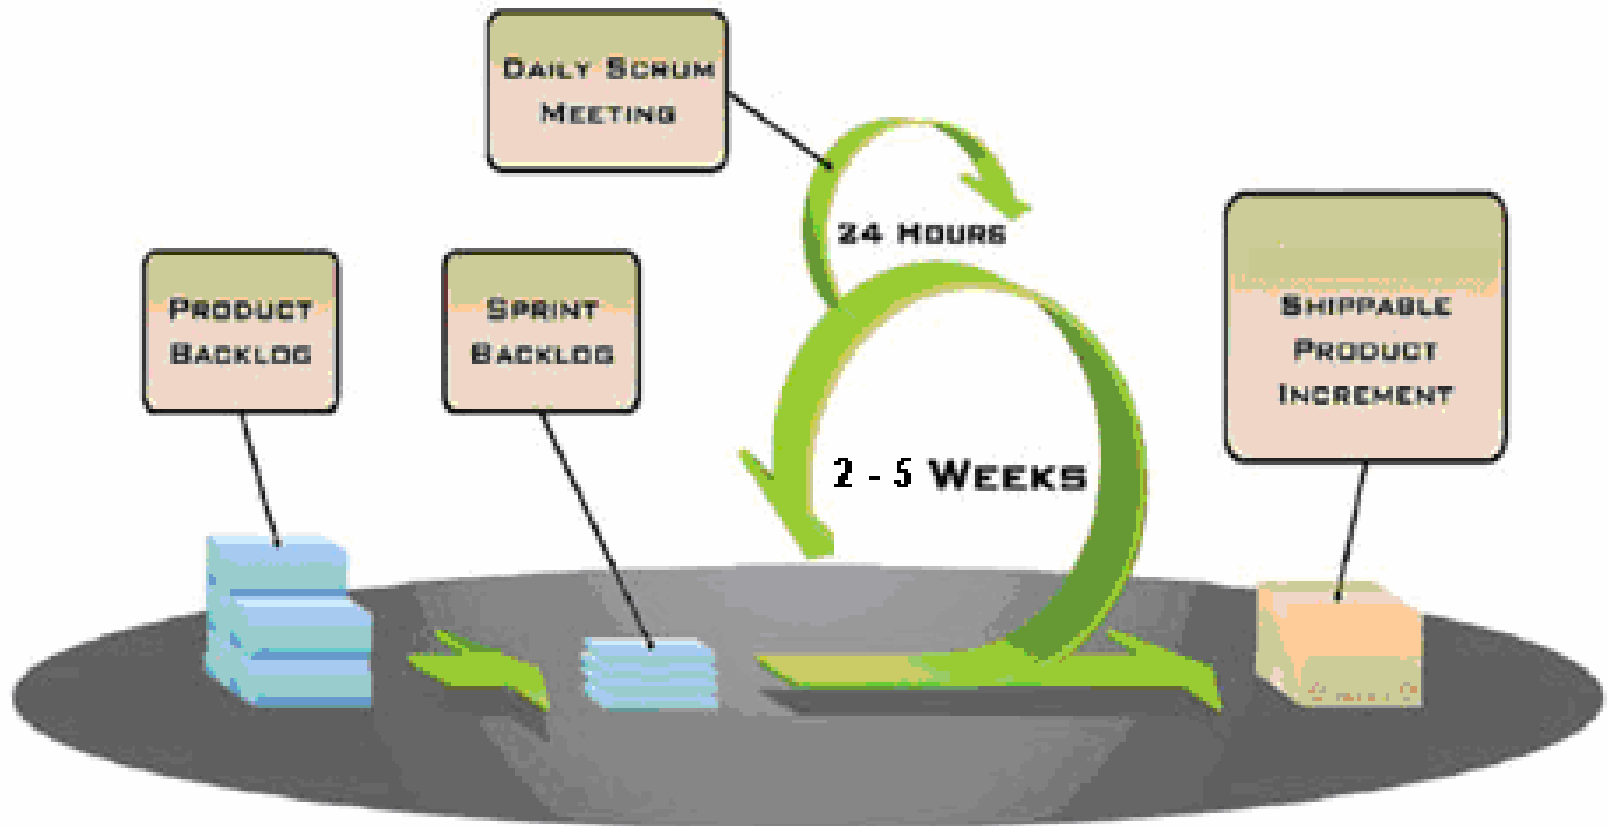 DAILY SCRUM
MEETING
24 HOURS
PRODUCT
BACKLOG
SPRINT
BACKLOG
2 - 5 WEEKS
SHIPPABLE
PRODUCT
INCREMENT